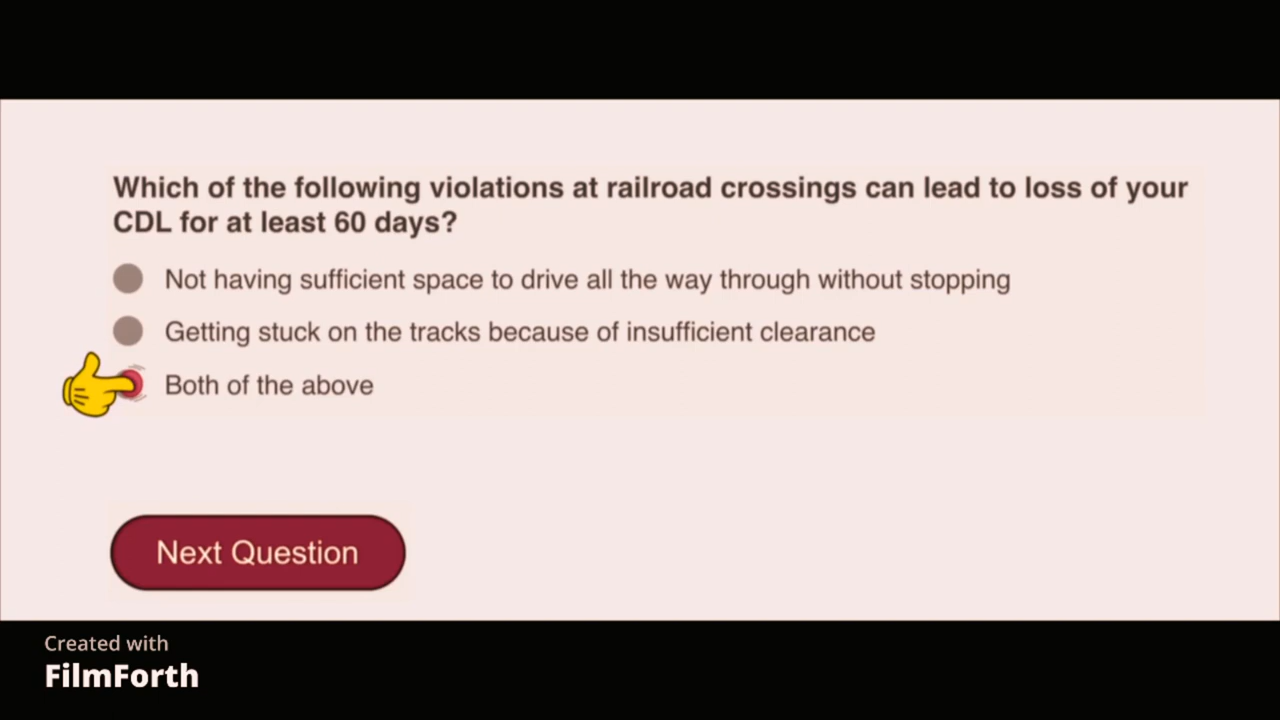 Which of the following violations at railroad crossings can lead to loss of your
CDL for at least 60 days?
Not having sufficient space to drive all the way through without stopping
Getting stuck on the tracks because of insufficient clearance
Both of the above
Next Question
Created with
FilmForth